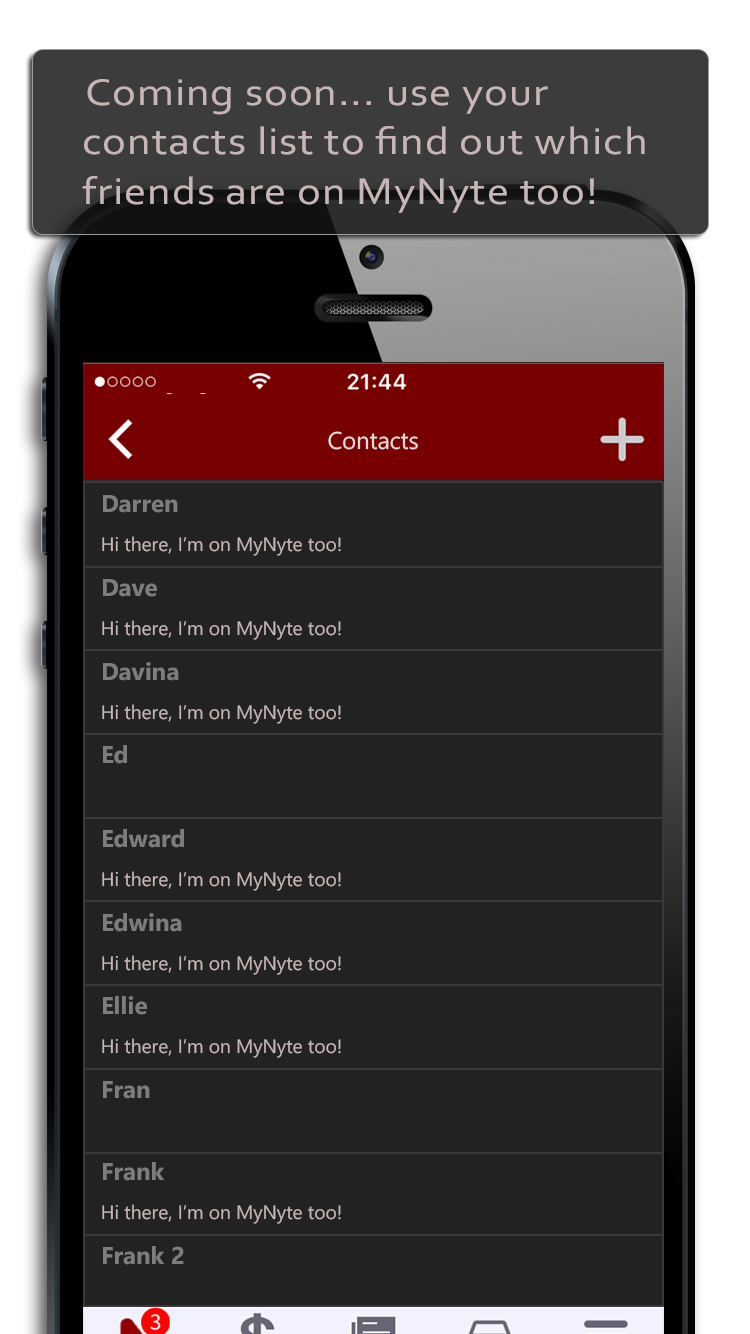 Coming soon... use your
contacts list to find out which
friends are on MyNyte too!
21:44
Contacts
Darren
Hi there, I'm on MyNyte too!
Dave
Hi there, I'm on MyNyte too!
Davina
Hi there, I'm on MyNyte too!
Ed
Edward
Hi there, I'm on MyNyte too!
Edwina
Hi there, I'm on MyNyte too!
Ellie
Hi there, I'm on MyNyte too!
Fran
Frank
Hi there, I'm on MyNyte too!
Frank 2
3